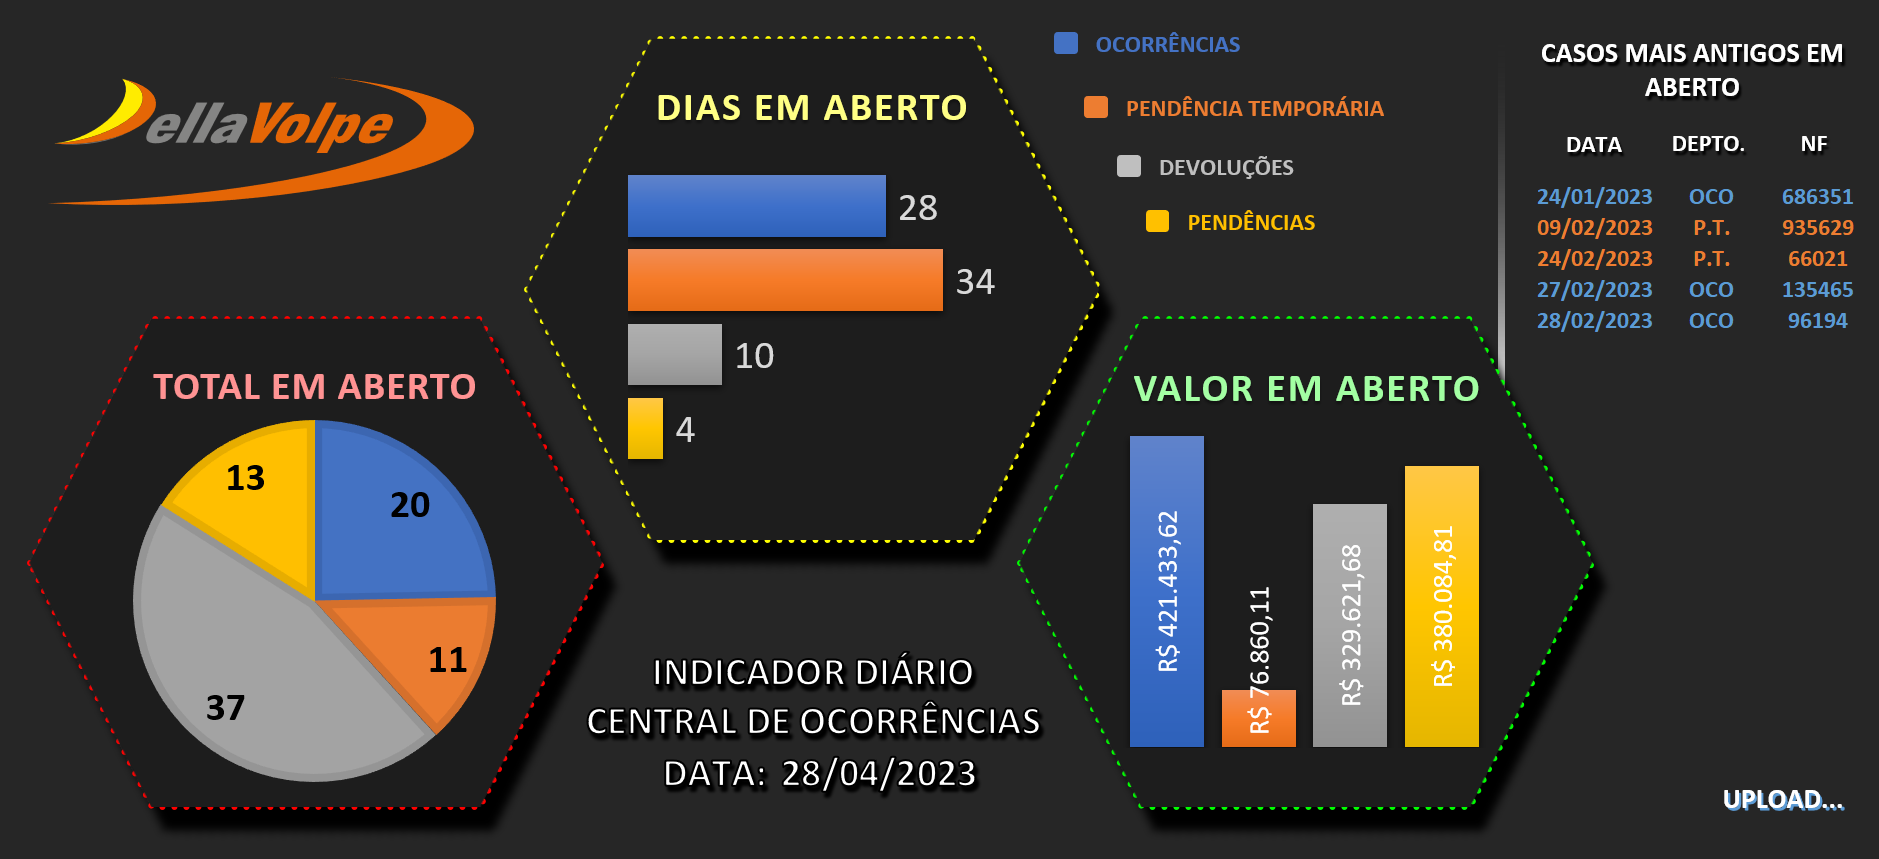 DellaVolpe
DIAS EM ABERTO
28
34
10
4
OCORRÊNCIAS
PENDÊNCIA TEMPORÁRIA
DEVOLUÇÕES
PENDÊNCIAS
CASOS MAIS ANTIGOS EM
ABERTO
DATA DEPTO. NF
24/01/2023 OCO 686351
09/02/2023 P.T. 935629
24/02/2023 P.T. 66021
27/02/2023 OCO 135465
28/02/2023 OCO 96194
TOTAL EM ABERTO
13
20
11
37
VALOR EM ABERTO
R$ 421.433,62
R$ 76.860,11
R$ 329.621,68
R$ 380.084,81
INDICADOR DIÁRIO
CENTRAL DE OCORRÊNCIAS
DATA: 28/04/2023
UPLOAD...